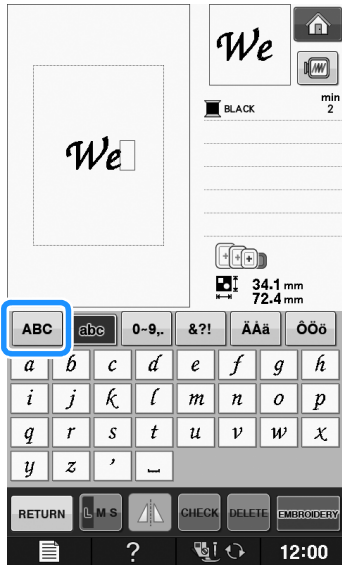 We
We
BLACK
min
2
34.1 mm
72.4 mm
ABC abc 0~9,. &?! ÄÅä ÔÖö
a b c d e f g h
i j k l m n o p
q r s t u v w x
y z ’ ⎵
RETURN L M S CHECK DELETE EMBROIDERY
? 12:00